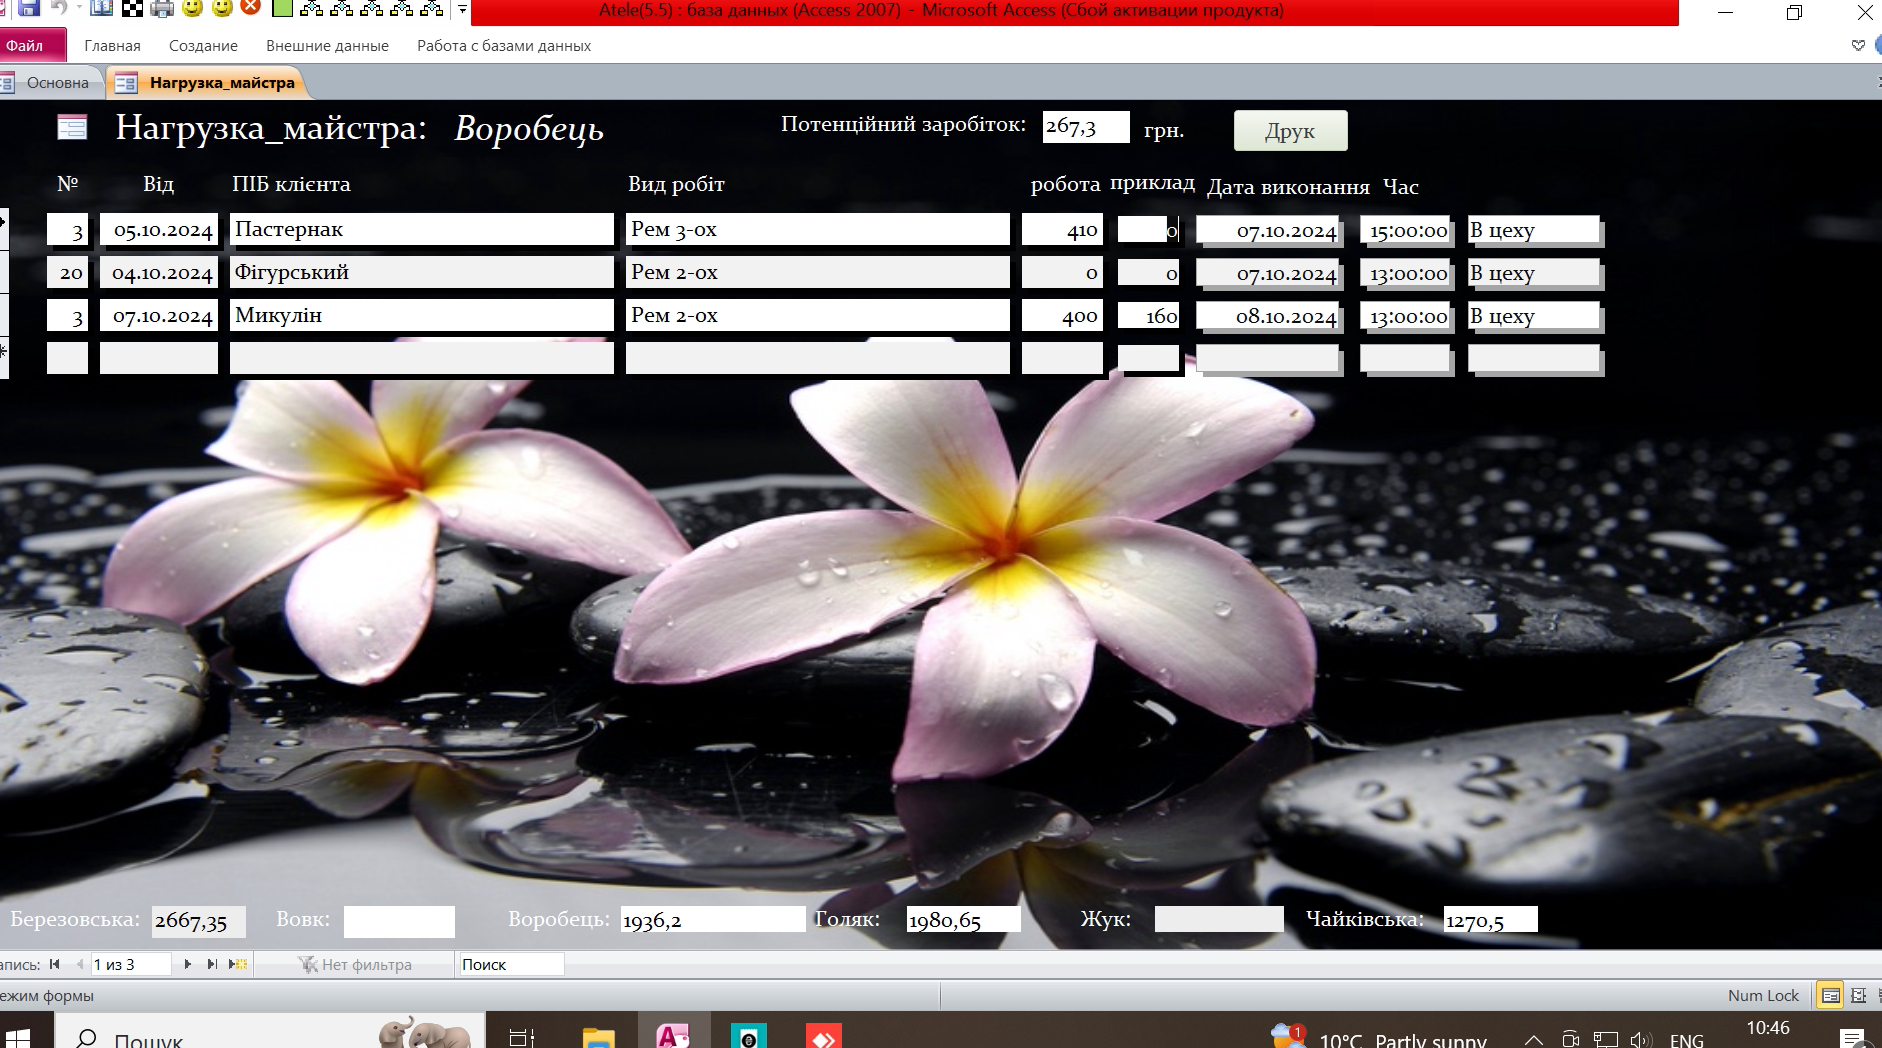 Atele(5.5) : база данных (Access 2007) - Microsoft Access (Сбой активации продукта)
Файл Главная Создание Внешние данные Работа с базами данных
Основна Нагрузка_майстра
Нагрузка_майстра: Воробець Потенційний заробіток: 267,3 грн. Друк
№ Від ПІБ клієнта Вид робіт робота приклад Дата виконання Час
3 05.10.2024 Пастернак Рем 3-ох 410 0 07.10.2024 15:00:00 В цеху
20 04.10.2024 Фігурський Рем 2-ох 0 0 07.10.2024 13:00:00 В цеху
3 07.10.2024 Микулін Рем 2-ох 400 160 08.10.2024 13:00:00 В цеху
Березовська: 2667,35 Вовк: Воробець: 1936,2 Голяк: 1980,65 Жук: Чайківська: 1270,5
апись: 1 из 3 Нет фильтра Поиск
ежим формы Num Lock
Пошук 1 10°C Partly sunny ENG 10:46